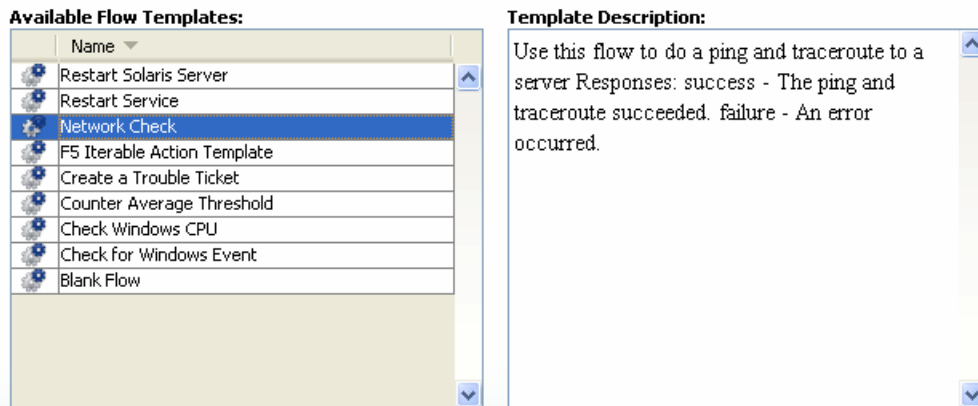 Available Flow Templates:
Name
Restart Solaris Server
Restart Service
Network Check
F5 Iterable Action Template
Create a Trouble Ticket
Counter Average Threshold
Check Windows CPU
Check for Windows Event
Blank Flow
Template Description:
Use this flow to do a ping and traceroute to a
server Responses: success - The ping and
traceroute succeeded. failure - An error
occurred.